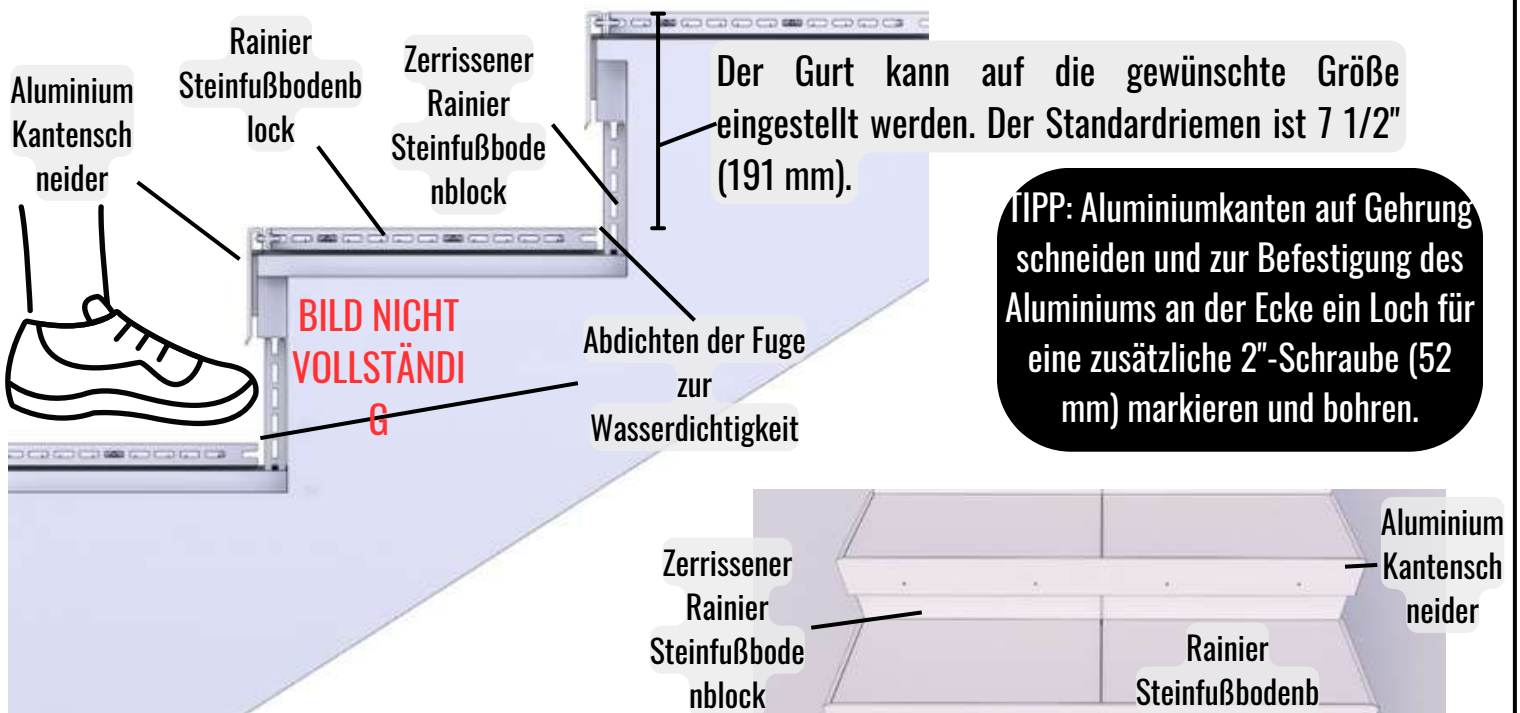 Aluminium
Kantensch
neider
Rainier
Steinfußbodenb
lock
Zerrissener
Rainier
Steinfußbode
nblock
Der Gurt kann auf die gewünschte Größe
eingestellt werden. Der Standardriemen ist 7 1/2"
(191 mm).
TIPP: Aluminiumkanten auf Gehrung
schneiden und zur Befestigung des
Aluminiums an der Ecke ein Loch für
eine zusätzliche 2"-Schraube (52
mm) markieren und bohren.
BILD NICHT
VOLLSTÄNDI
G
Abdichten der Fuge
zur
Wasserdichtigkeit
Zerrissener
Rainier
Steinfußbode
nblock
Aluminium
Kantensch
neider
Rainier
Steinfußbodenb